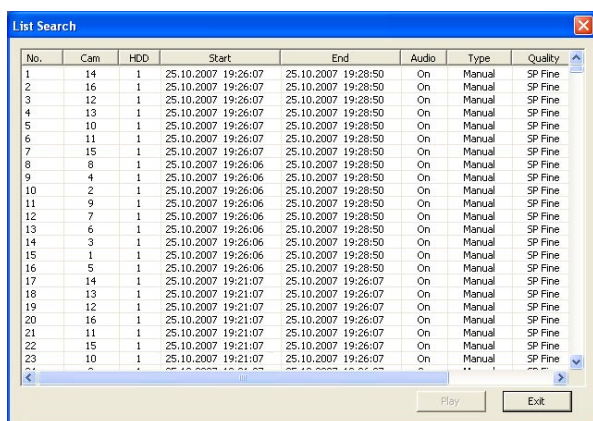 List Search
No. Cam HDD Start End Audio Type Quality
1 14 1 25.10.2007 19:26:07 25.10.2007 19:28:50 On Manual SP Fine
2 16 1 25.10.2007 19:26:07 25.10.2007 19:28:50 On Manual SP Fine
3 12 1 25.10.2007 19:26:07 25.10.2007 19:28:50 On Manual SP Fine
4 13 1 25.10.2007 19:26:07 25.10.2007 19:28:50 On Manual SP Fine
5 10 1 25.10.2007 19:26:07 25.10.2007 19:28:50 On Manual SP Fine
6 11 1 25.10.2007 19:26:07 25.10.2007 19:28:50 On Manual SP Fine
7 15 1 25.10.2007 19:26:07 25.10.2007 19:28:50 On Manual SP Fine
8 8 1 25.10.2007 19:26:06 25.10.2007 19:28:50 On Manual SP Fine
9 4 1 25.10.2007 19:26:06 25.10.2007 19:28:50 On Manual SP Fine
10 2 1 25.10.2007 19:26:06 25.10.2007 19:28:50 On Manual SP Fine
11 9 1 25.10.2007 19:26:06 25.10.2007 19:28:50 On Manual SP Fine
12 7 1 25.10.2007 19:26:06 25.10.2007 19:28:50 On Manual SP Fine
13 6 1 25.10.2007 19:26:06 25.10.2007 19:28:50 On Manual SP Fine
14 3 1 25.10.2007 19:26:06 25.10.2007 19:28:50 On Manual SP Fine
15 1 1 25.10.2007 19:26:06 25.10.2007 19:28:50 On Manual SP Fine
16 5 1 25.10.2007 19:26:06 25.10.2007 19:28:50 On Manual SP Fine
17 14 1 25.10.2007 19:21:07 25.10.2007 19:26:07 On Manual SP Fine
18 13 1 25.10.2007 19:21:07 25.10.2007 19:26:07 On Manual SP Fine
19 12 1 25.10.2007 19:21:07 25.10.2007 19:26:07 On Manual SP Fine
20 16 1 25.10.2007 19:21:07 25.10.2007 19:26:07 On Manual SP Fine
21 11 1 25.10.2007 19:21:07 25.10.2007 19:26:07 On Manual SP Fine
22 15 1 25.10.2007 19:21:07 25.10.2007 19:26:07 On Manual SP Fine
23 10 1 25.10.2007 19:21:07 25.10.2007 19:26:07 On Manual SP Fine
Play Exit